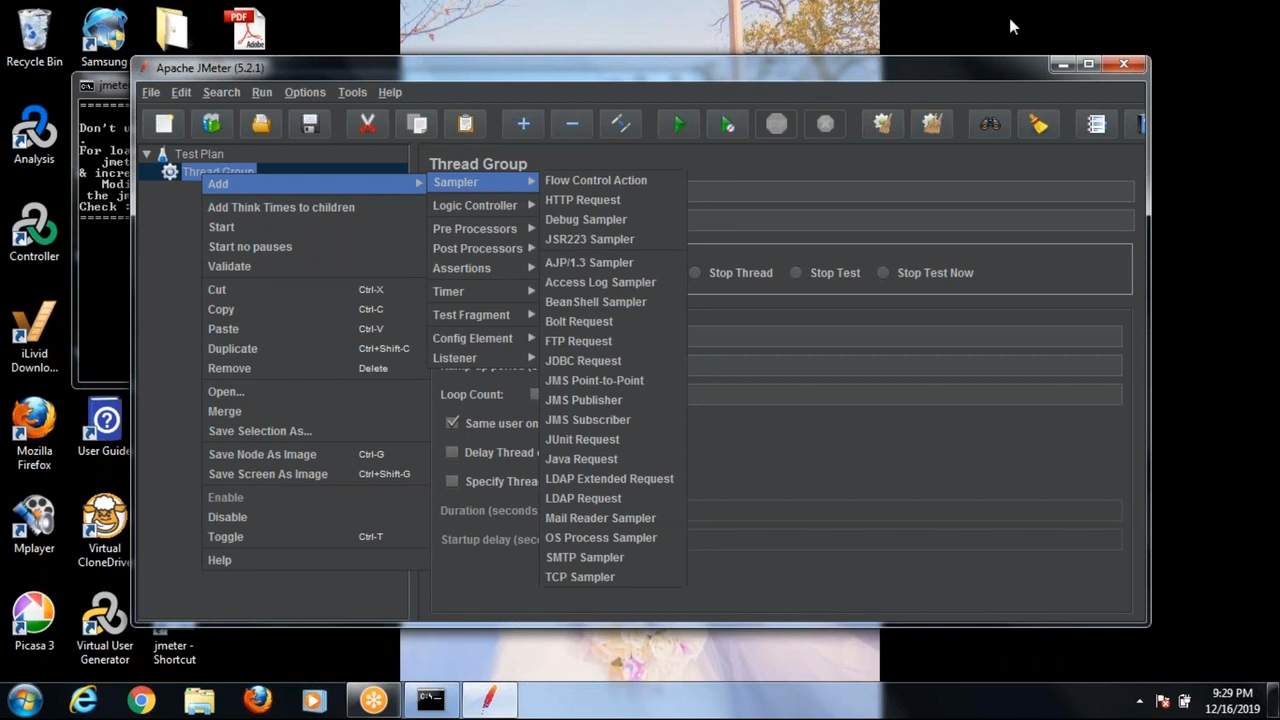 Recycle Bin
Samsung
PDF
Adobe
jmeter
Analysis
Controller
iLivid
Downlo...
Mozilla
Firefox
User Guide
Mplayer
Virtual
CloneDrive
Picasa 3
Virtual User
Generator
jmeter -
Shortcut
Don't u
For loa
jmet
& incre
Modi
the jm
Check :
Apache JMeter (5.2.1)
File Edit Search Run Options Tools Help
Test Plan
Thread Group
Add
Add Think Times to children
Start
Start no pauses
Validate
Cut Ctrl-X
Copy Ctrl-C
Paste Ctrl-V
Duplicate Ctrl+Shift-C
Remove Delete
Open...
Merge
Save Selection As...
Save Node As Image Ctrl-G
Save Screen As Image Ctrl+Shift-G
Enable
Disable
Toggle Ctrl-T
Help
Sampler
Logic Controller
Pre Processors
Post Processors
Assertions
Timer
Test Fragment
Config Element
Listener
Flow Control Action
HTTP Request
Debug Sampler
JSR223 Sampler
AJP/1.3 Sampler
Access Log Sampler
BeanShell Sampler
Bolt Request
FTP Request
JDBC Request
JMS Point-to-Point
JMS Publisher
JMS Subscriber
JUnit Request
Java Request
LDAP Extended Request
LDAP Request
Mail Reader Sampler
OS Process Sampler
SMTP Sampler
TCP Sampler
Thread Group
Stop Thread Stop Test Stop Test Now
Loop Count:
Same user on
Delay Thread
Specify Threa
Duration (seconds
Startup delay (sec
C:\.
9:29 PM
12/16/2019